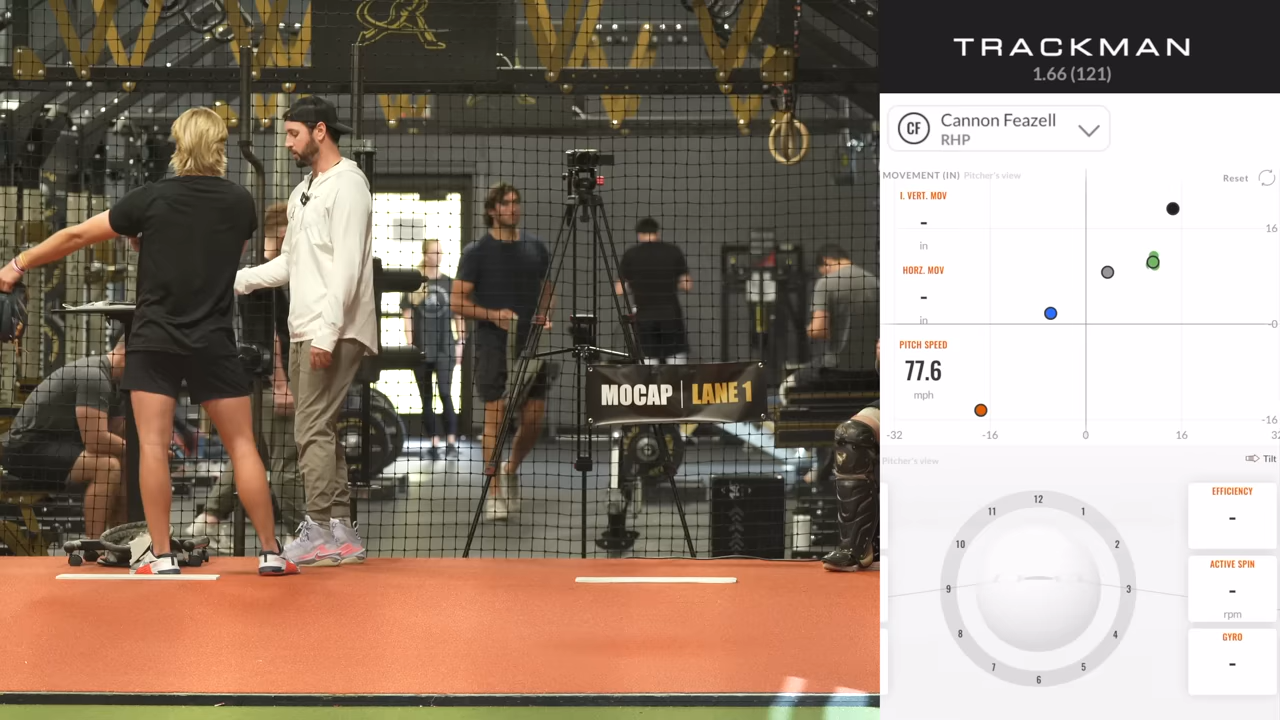 MOCAP | LANE 1
TRACKMAN
1.66 (121)
CF
Cannon Feazell
RHP
MOVEMENT (IN) Pitcher's view
Reset
I. VERT. MOV
-
in
HORZ. MOV
-
in
PITCH SPEED
77.6
mph
16
0
-16
-32
-16
0
16
32
Pitcher's view
Tilt
12
1
2
3
4
5
6
7
8
9
10
11
EFFICIENCY
-
ACTIVE SPIN
-
rpm
GYRO
-